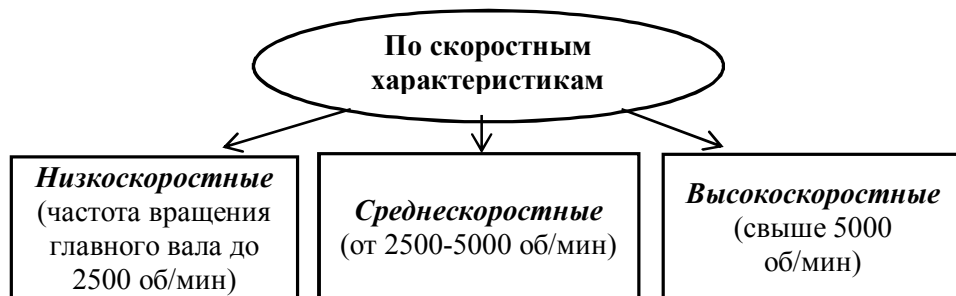 По скоростным
характеристикам
Низкоскоростные
(частота вращения
главного вала до
2500 об/мин)
Среднескоростные
(от 2500-5000 об/мин)
Высокоскоростные
(свыше 5000
об/мин)